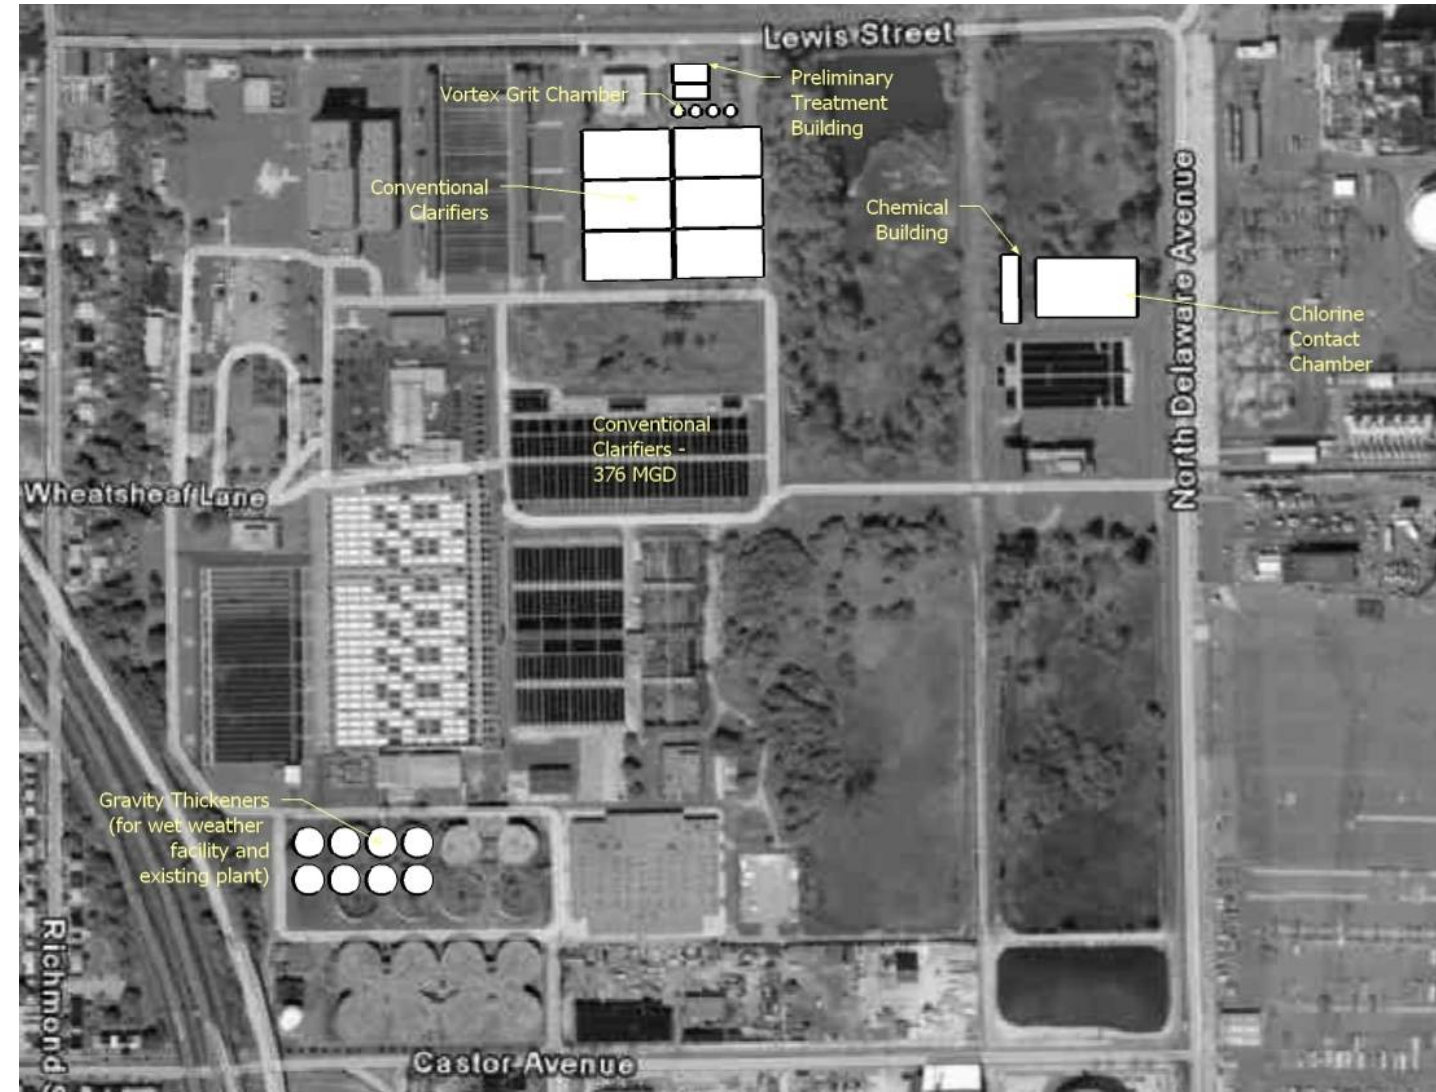 Lewis Street
Preliminary
Treatment
Building
Vortex Grit Chamber
Conventional
Clarifiers
Chemical
Building
North Delaware Avenue
Chlorine
Contact
Chamber
Conventional
Clarifiers -
376 MGD
Wheatsheaf Lane
Gravity Thickeners
(for wet weather
facility and
existing plant)
Richmond S
Castor Avenue